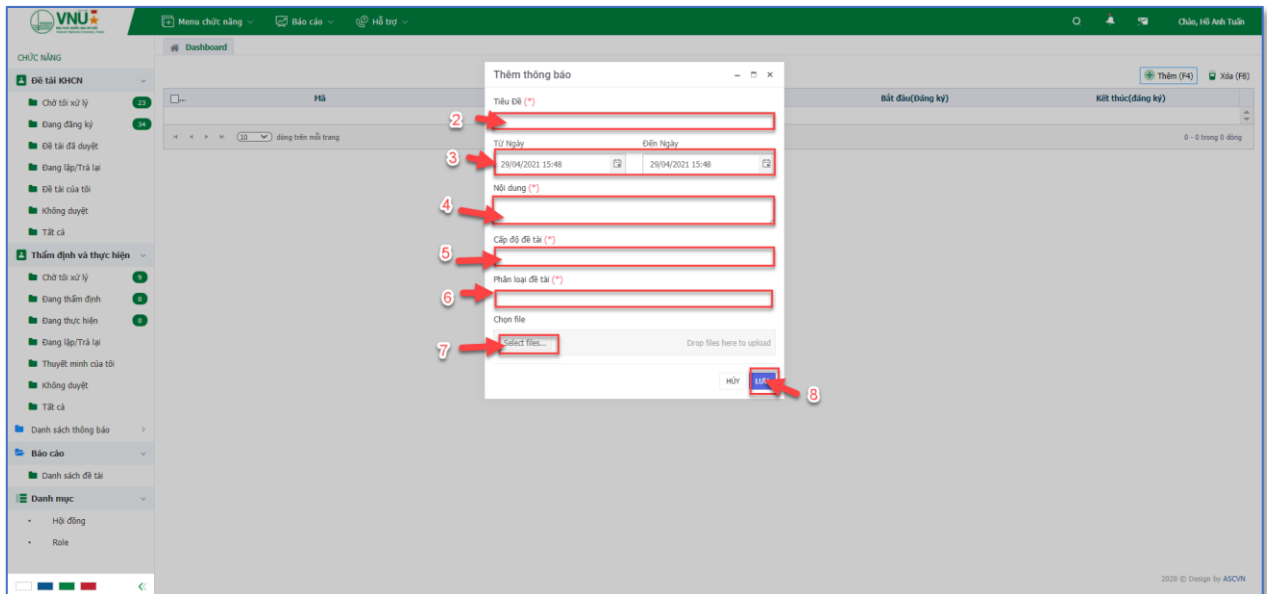 VNU
Menu chức năng
Báo cáo
Hỗ trợ
Chào, Hồ Anh Tuấn
CHỨC NĂNG
Dashboard
Đề tài KHCN
Chờ tôi xử lý 23
Đang đăng ký 34
Đề tài đã duyệt
Đang lập/Trả lại
Đề tài của tôi
Không duyệt
Tất cả
Thẩm định và thực hiện
Chờ tôi xử lý 9
Đang thẩm định 0
Đang thực hiện 0
Đang lập/Trả lại
Thuyết minh của tôi
Không duyệt
Tất cả
Danh sách thông báo
Báo cáo
Danh sách đề tài
Danh mục
Hội đồng
Role
Thêm (F4) Xóa (F8)
... Mã Bắt đầu(Đăng ký) Kết thúc(đăng ký)
10 dòng trên mỗi trang 0 - 0 trong 0 dòng
Thêm thông báo
Tiêu Đề (*)
2
Từ Ngày Đến Ngày
3 29/04/2021 15:48 29/04/2021 15:48
Nội dung (*)
4
Cấp độ đề tài (*)
5
Phân loại đề tài (*)
6
Chọn file
7 Select files... Drop files here to upload
HỦY LƯU
8
2020 © Design by ASCVN